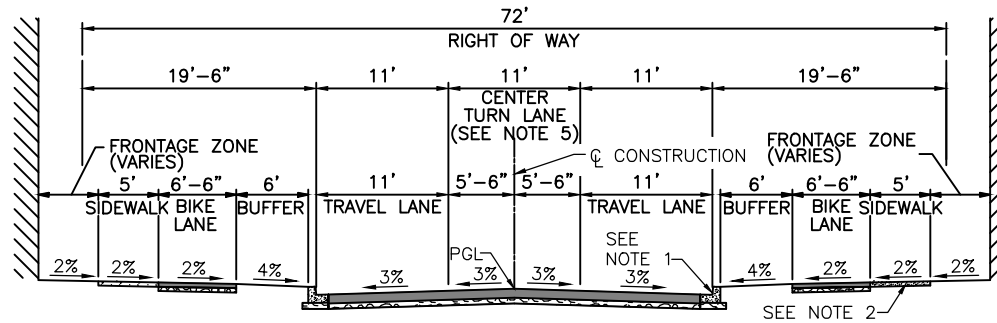 72'
RIGHT OF WAY
19'-6" 11' 11' 11' 19'-6"
CENTER
TURN LANE
(SEE NOTE 5)
FRONTAGE ZONE
(VARIES)
FRONTAGE ZONE
(VARIES)
℄ CONSTRUCTION
5' 6'-6" 6' 11' 5'-6" 5'-6" 11' 6' 6'-6" 5'
SIDEWALK BIKE LANE BUFFER TRAVEL LANE TRAVEL LANE BUFFER BIKE LANE SIDEWALK
PGL
SEE
NOTE 1
2% 2% 2% 4% 3% 3% 3% 3% 4% 2% 2% 2%
SEE NOTE 2